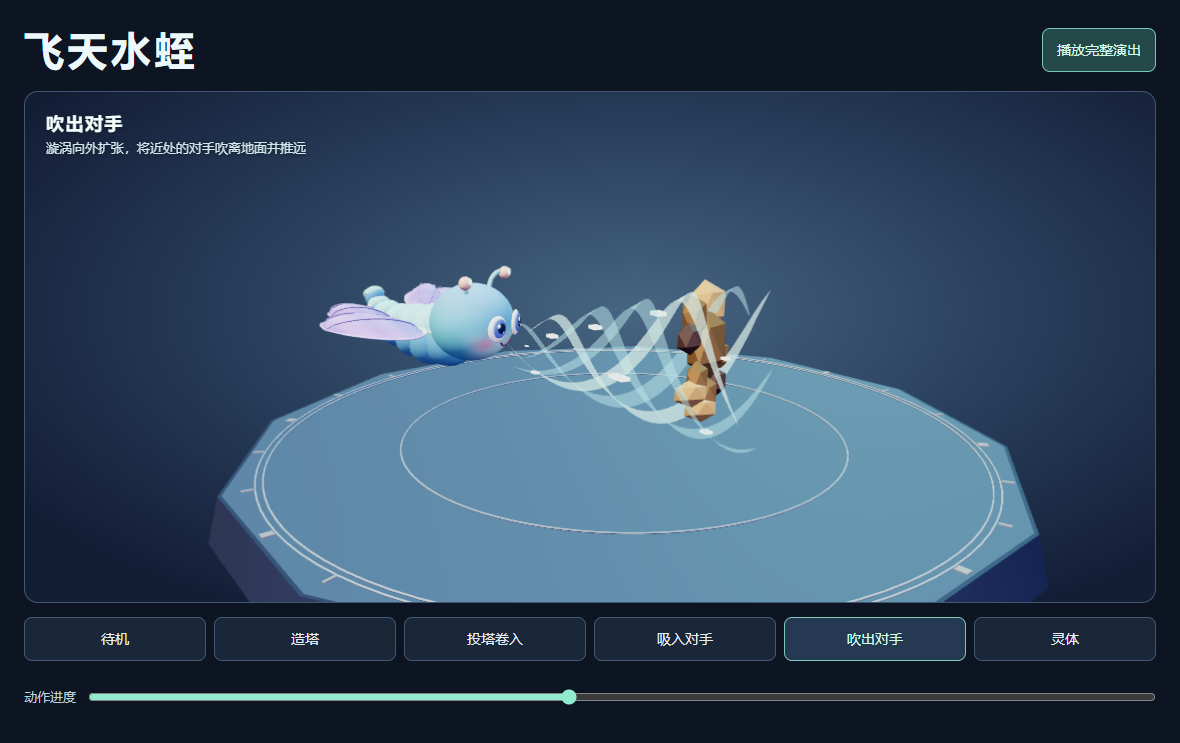 飞天水蛭
播放完整演出
吹出对手
漩涡向外扩张，将近处的对手吹离地面并推远
待机
造塔
投塔卷入
吸入对手
吹出对手
灵体
动作进度